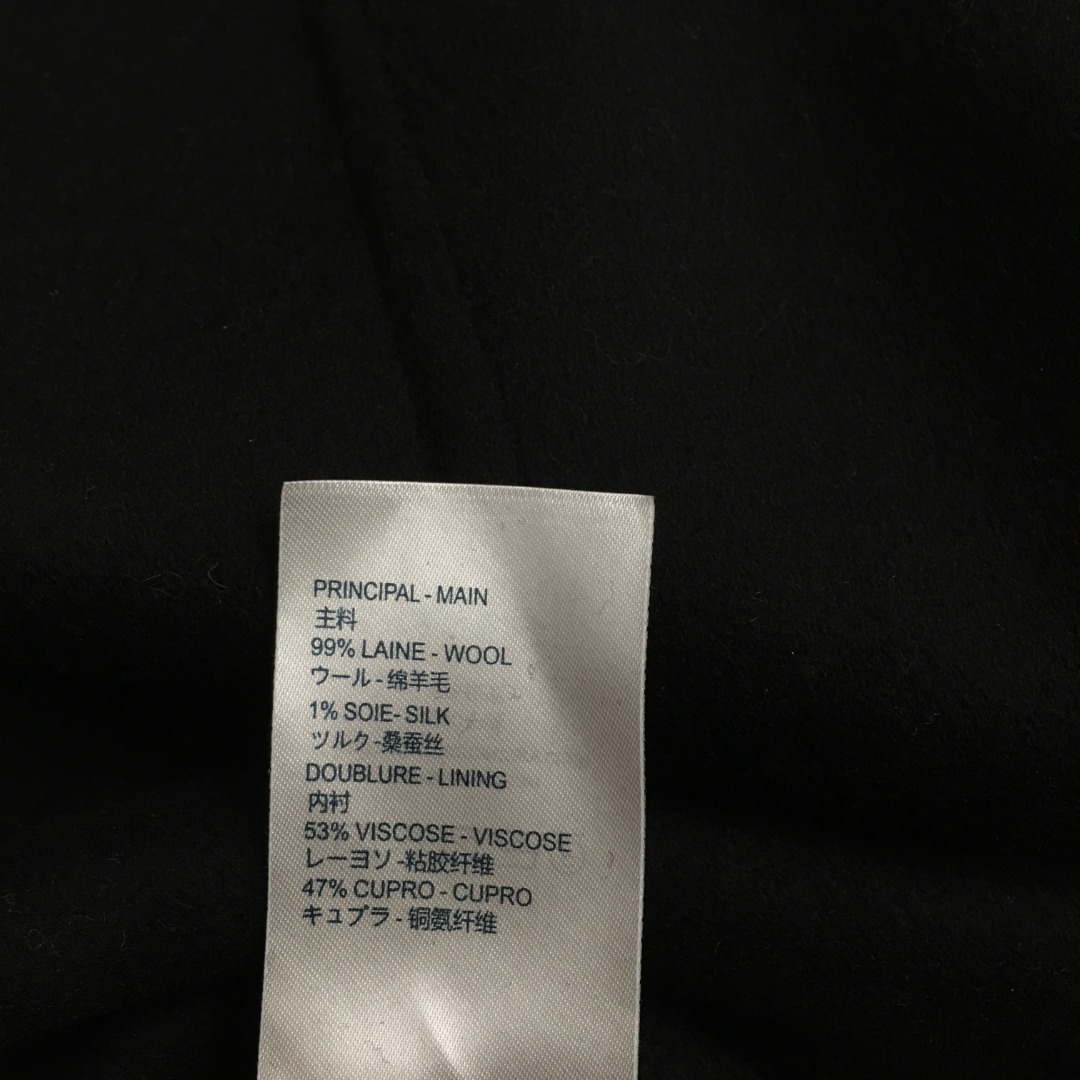 PRINCIPAL - MAIN
主料
99% LAINE - WOOL
ウール - 绵羊毛
1% SOIE- SILK
ツルク -桑蚕丝
DOUBLURE - LINING
内衬
53% VISCOSE - VISCOSE
レーヨソ -粘胶纤维
47% CUPRO - CUPRO
キュプラ - 铜氨纤维